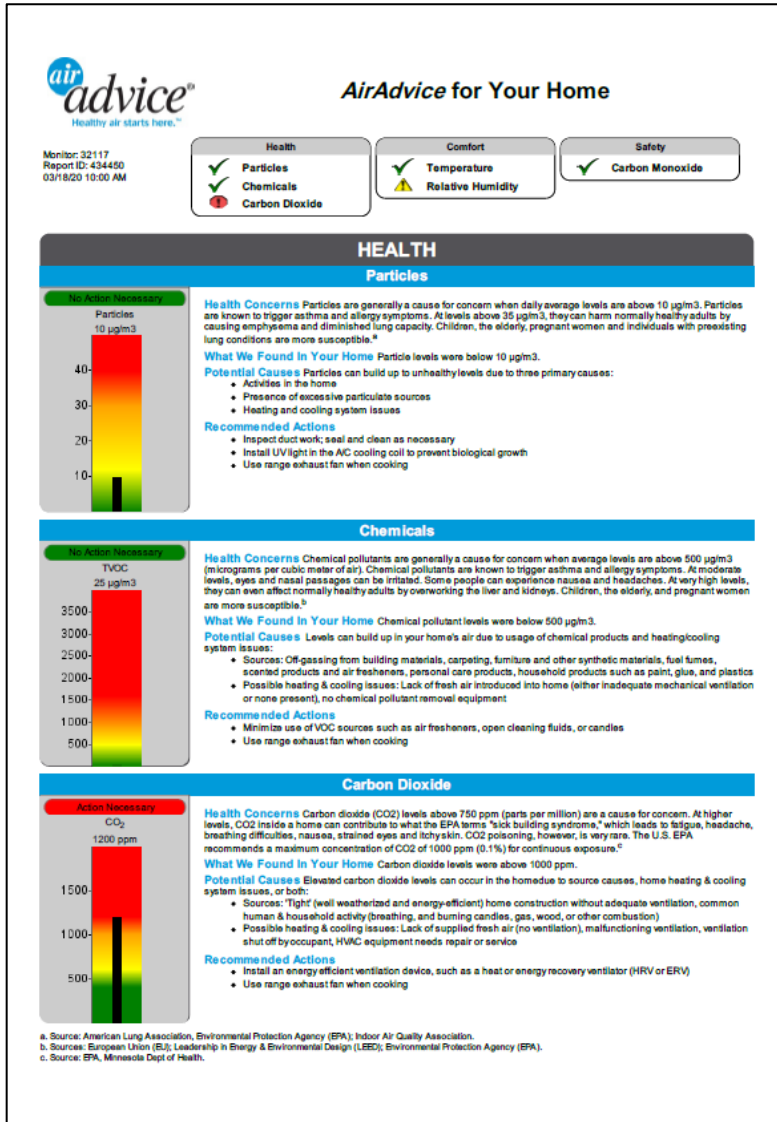 air
advice®
Healthy air starts here.™
AirAdvice for Your Home
Monitor: 32117
Report ID: 434450
03/18/20 10:00 AM
Health
Particles
Chemicals
Carbon Dioxide
Comfort
Temperature
Relative Humidity
Safety
Carbon Monoxide
HEALTH
Particles
No Action Necessary
Particles
10 µg/m3
40-
30-
20-
10-
Health Concerns Particles are generally a cause for concern when daily average levels are above 10 µg/m3. Particles
are known to trigger asthma and allergy symptoms. At levels above 35 µg/m3, they can harm normally healthy adults by
causing emphysema and diminished lung capacity. Children, the elderly, pregnant women and individuals with preexisting
lung conditions are more susceptible.a
What We Found In Your Home Particle levels were below 10 µg/m3.
Potential Causes Particles can build up to unhealthy levels due to three primary causes:
• Activities in the home
• Presence of excessive particulate sources
• Heating and cooling system issues
Recommended Actions
• Inspect duct work; seal and clean as necessary
• Install UV light in the A/C cooling coil to prevent biological growth
• Use range exhaust fan when cooking
Chemicals
No Action Necessary
TVOC
25 µg/m3
3500-
3000-
2500-
2000-
1500-
1000-
500-
Health Concerns Chemical pollutants are generally a cause for concern when average levels are above 500 µg/m3
(micrograms per cubic meter of air). Chemical pollutants are known to trigger asthma and allergy symptoms. At moderate
levels, eyes and nasal passages can be irritated. Some people can experience nausea and headaches. At very high levels,
they can even affect normally healthy adults by overworking the liver and kidneys. Children, the elderly, and pregnant women
are more susceptible.b
What We Found In Your Home Chemical pollutant levels were below 500 µg/m3.
Potential Causes Levels can build up in your home's air due to usage of chemical products and heating/cooling
system issues:
• Sources: Off-gassing from building materials, carpeting, furniture and other synthetic materials, fuel fumes,
scented products and air fresheners, personal care products, household products such as paint, glue, and plastics
• Possible heating & cooling issues: Lack of fresh air introduced into home (either inadequate mechanical ventilation
or none present), no chemical pollutant removal equipment
Recommended Actions
• Minimize use of VOC sources such as air fresheners, open cleaning fluids, or candles
• Use range exhaust fan when cooking
Carbon Dioxide
Action Necessary
CO2
1200 ppm
1500-
1000-
500-
Health Concerns Carbon dioxide (CO2) levels above 750 ppm (parts per million) are a cause for concern. At higher
levels, CO2 inside a home can contribute to what the EPA terms "sick building syndrome," which leads to fatigue, headache,
breathing difficulties, nausea, strained eyes and itchy skin. CO2 poisoning, however, is very rare. The U.S. EPA
recommends a maximum concentration of CO2 of 1000 ppm (0.1%) for continuous exposure.c
What We Found In Your Home Carbon dioxide levels were above 1000 ppm.
Potential Causes Elevated carbon dioxide levels can occur in the homedue to source causes, home heating & cooling
system issues, or both:
• Sources: 'Tight' (well weatherized and energy-efficient) home construction without adequate ventilation, common
human & household activity (breathing, and burning candles, gas, wood, or other combustion)
• Possible heating & cooling issues: Lack of supplied fresh air (no ventilation), malfunctioning ventilation, ventilation
shut off by occupant, HVAC equipment needs repair or service
Recommended Actions
• Install an energy efficient ventilation device, such as a heat or energy recovery ventilator (HRV or ERV)
• Use range exhaust fan when cooking
a. Source: American Lung Association, Environmental Protection Agency (EPA); Indoor Air Quality Association.
b. Sources: European Union (EU); Leadership in Energy & Environmental Design (LEED); Environmental Protection Agency (EPA).
c. Source: EPA, Minnesota Dept of Health.